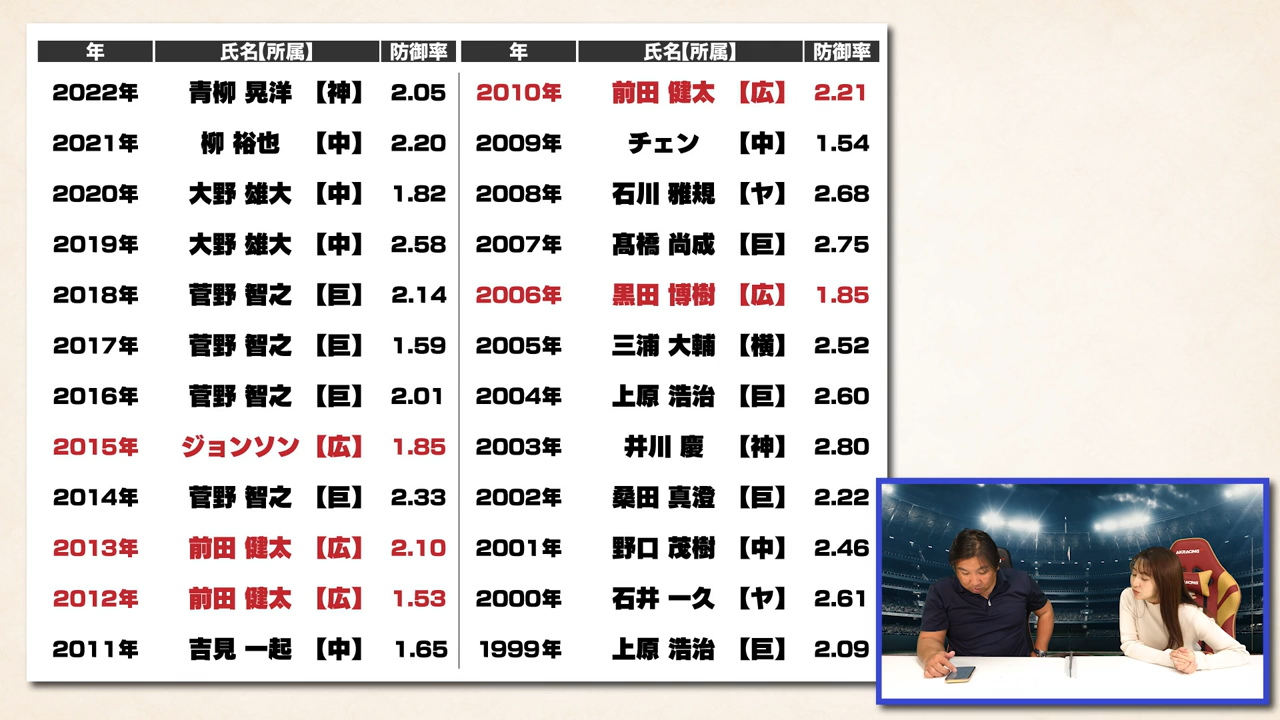 年 氏名【所属】 防御率
2022年 青柳 晃洋 【神】 2.05
2021年 柳 裕也 【中】 2.20
2020年 大野 雄大 【中】 1.82
2019年 大野 雄大 【中】 2.58
2018年 菅野 智之 【巨】 2.14
2017年 菅野 智之 【巨】 1.59
2016年 菅野 智之 【巨】 2.01
2015年 ジョンソン 【広】 1.85
2014年 菅野 智之 【巨】 2.33
2013年 前田 健太 【広】 2.10
2012年 前田 健太 【広】 1.53
2011年 吉見 一起 【中】 1.65
年 氏名【所属】 防御率
2010年 前田 健太 【広】 2.21
2009年 チェン 【中】 1.54
2008年 石川 雅規 【ヤ】 2.68
2007年 髙橋 尚成 【巨】 2.75
2006年 黒田 博樹 【広】 1.85
2005年 三浦 大輔 【横】 2.52
2004年 上原 浩治 【巨】 2.60
2003年 井川 慶 【神】 2.80
2002年 桑田 真澄 【巨】 2.22
2001年 野口 茂樹 【中】 2.46
2000年 石井 一久 【ヤ】 2.61
1999年 上原 浩治 【巨】 2.09
AKRACING
AKRACING